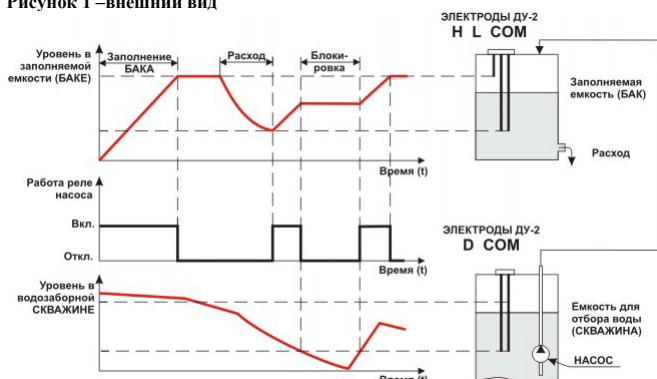 Рисунок 1 –внешний вид
ЭЛЕКТРОДЫ ДУ-2
H L COM
Уровень в
заполняемой
емкости (БАКЕ)
Заполнение
БАКА
Расход
Блоки-
ровка
Заполняемая
емкость (БАК)
Расход
Время (t)
Работа реле
насоса
Вкл.
Откл.
Время (t)
ЭЛЕКТРОДЫ ДУ-2
D COM
Уровень в
водозаборной
СКВАЖИНЕ
Емкость для
отбора воды
(СКВАЖИНА)
НАСОС
Время (t)